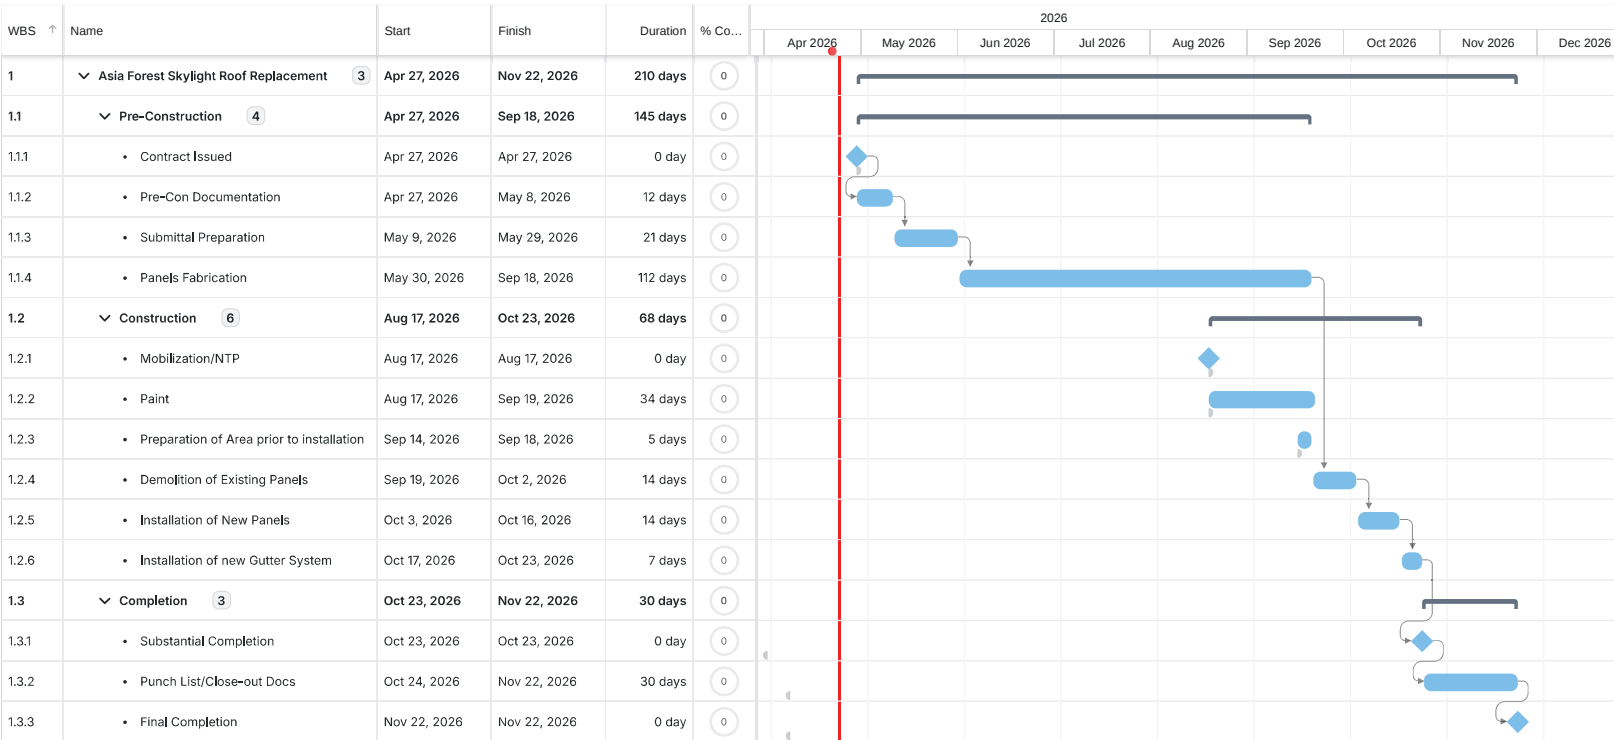 2026
WBS ↑ Name Start Finish Duration % Co... Apr 2026 May 2026 Jun 2026 Jul 2026 Aug 2026 Sep 2026 Oct 2026 Nov 2026 Dec 2026
1 Asia Forest Skylight Roof Replacement 3 Apr 27, 2026 Nov 22, 2026 210 days 0
1.1 Pre-Construction 4 Apr 27, 2026 Sep 18, 2026 145 days 0
1.1.1 • Contract Issued Apr 27, 2026 Apr 27, 2026 0 day 0
1.1.2 • Pre-Con Documentation Apr 27, 2026 May 8, 2026 12 days 0
1.1.3 • Submittal Preparation May 9, 2026 May 29, 2026 21 days 0
1.1.4 • Panels Fabrication May 30, 2026 Sep 18, 2026 112 days 0
1.2 Construction 6 Aug 17, 2026 Oct 23, 2026 68 days 0
1.2.1 • Mobilization/NTP Aug 17, 2026 Aug 17, 2026 0 day 0
1.2.2 • Paint Aug 17, 2026 Sep 19, 2026 34 days 0
1.2.3 • Preparation of Area prior to installation Sep 14, 2026 Sep 18, 2026 5 days 0
1.2.4 • Demolition of Existing Panels Sep 19, 2026 Oct 2, 2026 14 days 0
1.2.5 • Installation of New Panels Oct 3, 2026 Oct 16, 2026 14 days 0
1.2.6 • Installation of new Gutter System Oct 17, 2026 Oct 23, 2026 7 days 0
1.3 Completion 3 Oct 23, 2026 Nov 22, 2026 30 days 0
1.3.1 • Substantial Completion Oct 23, 2026 Oct 23, 2026 0 day 0
1.3.2 • Punch List/Close-out Docs Oct 24, 2026 Nov 22, 2026 30 days 0
1.3.3 • Final Completion Nov 22, 2026 Nov 22, 2026 0 day 0